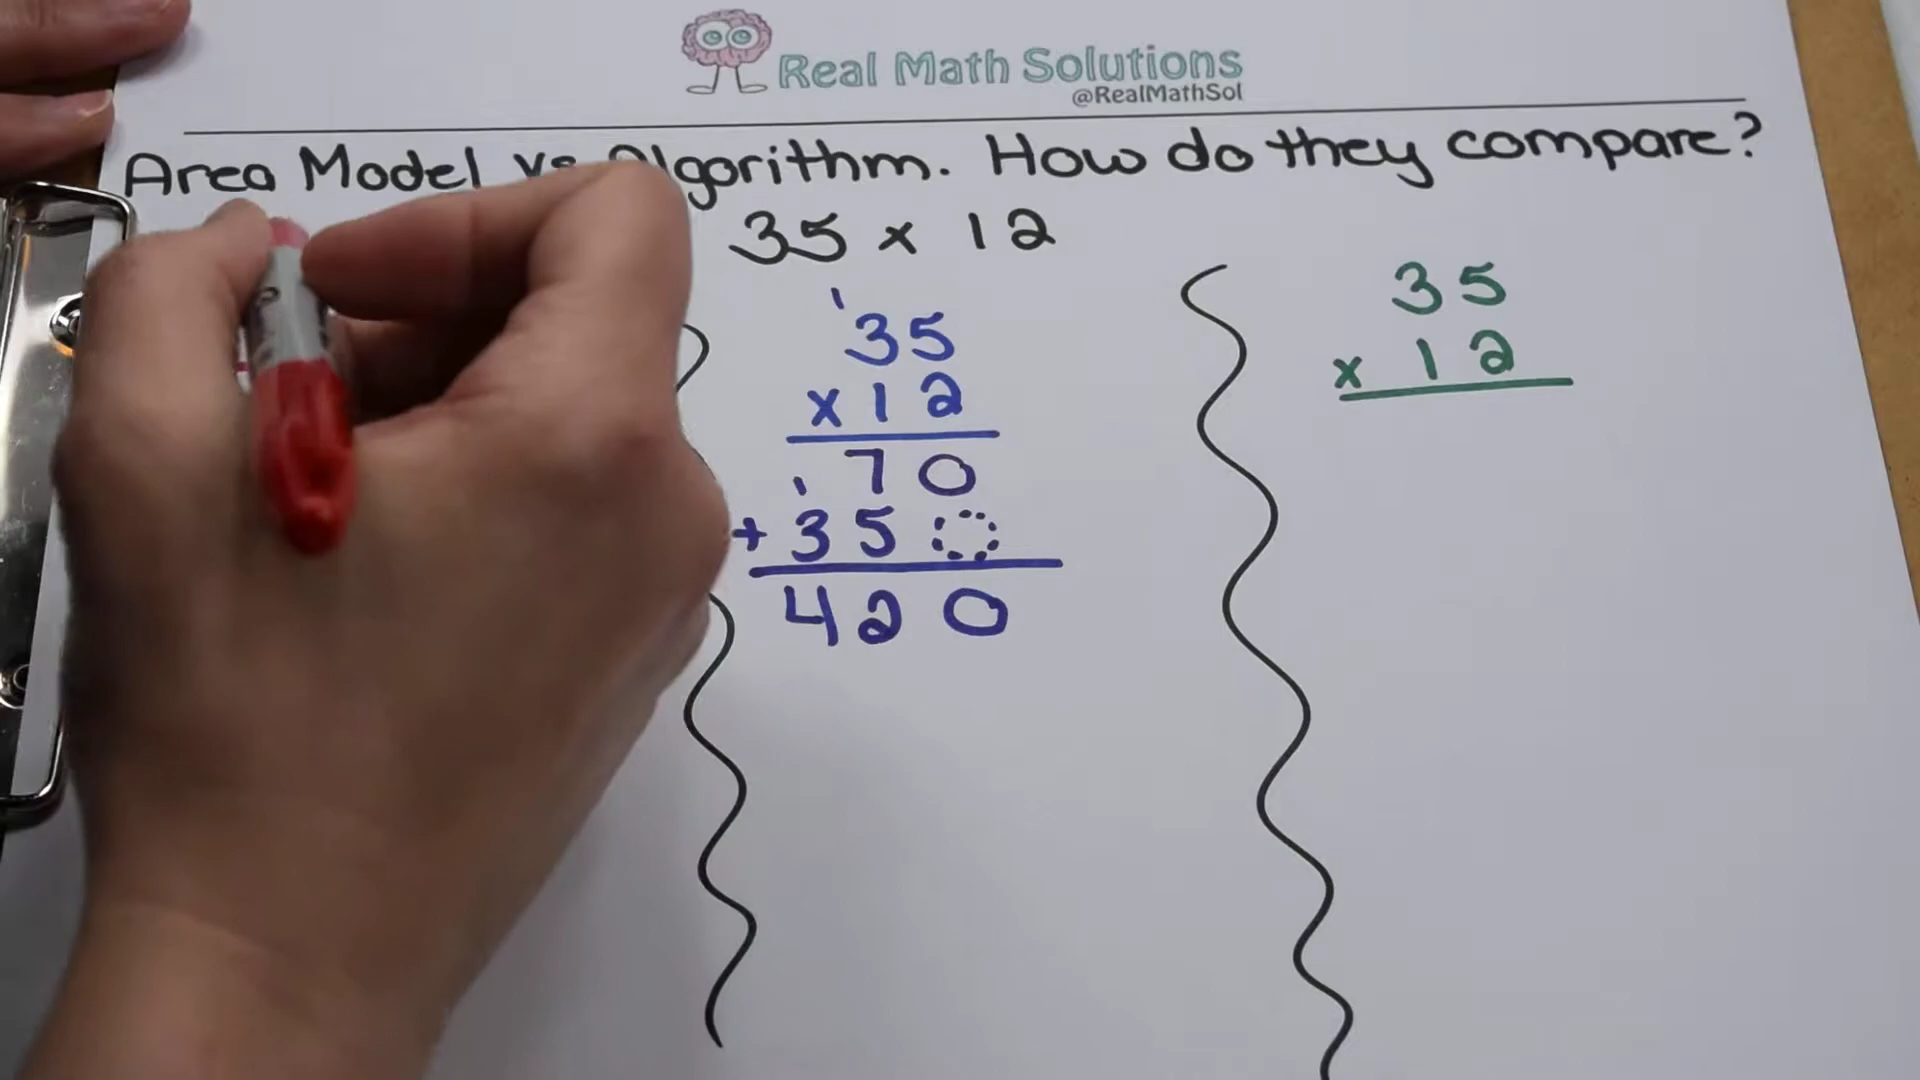 Real Math Solutions
@RealMathSol
Area Model vs Algorithm. How do they compare?
35 x 12
1
35
x 12
70
1
+ 35
420
35
x 12